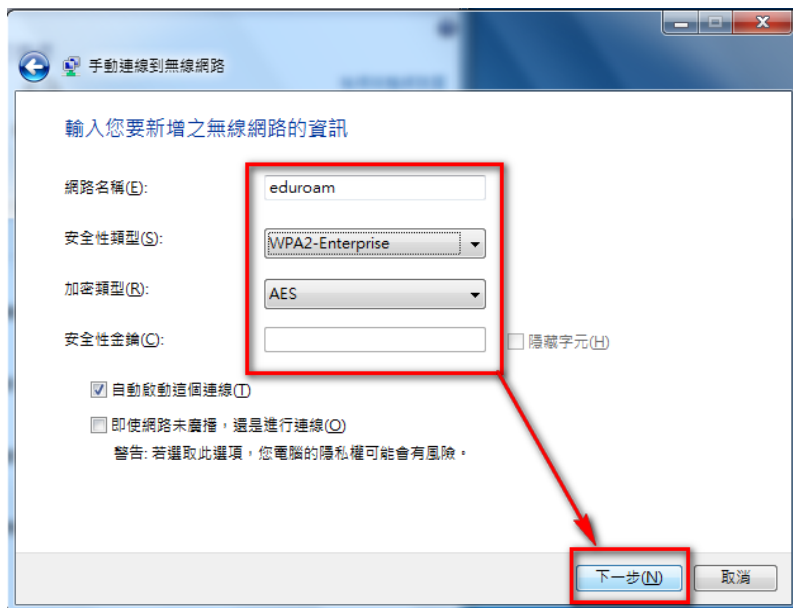 手動連線到無線網路
輸入您要新增之無線網路的資訊
網路名稱(E):
eduroam
安全性類型(S):
WPA2-Enterprise
加密類型(R):
AES
安全性金鑰(C):
隱藏字元(H)
自動啟動這個連線(T)
即使網路未廣播，還是進行連線(O)
警告: 若選取此選項，您電腦的隱私權可能會有風險。
下一步(N)
取消